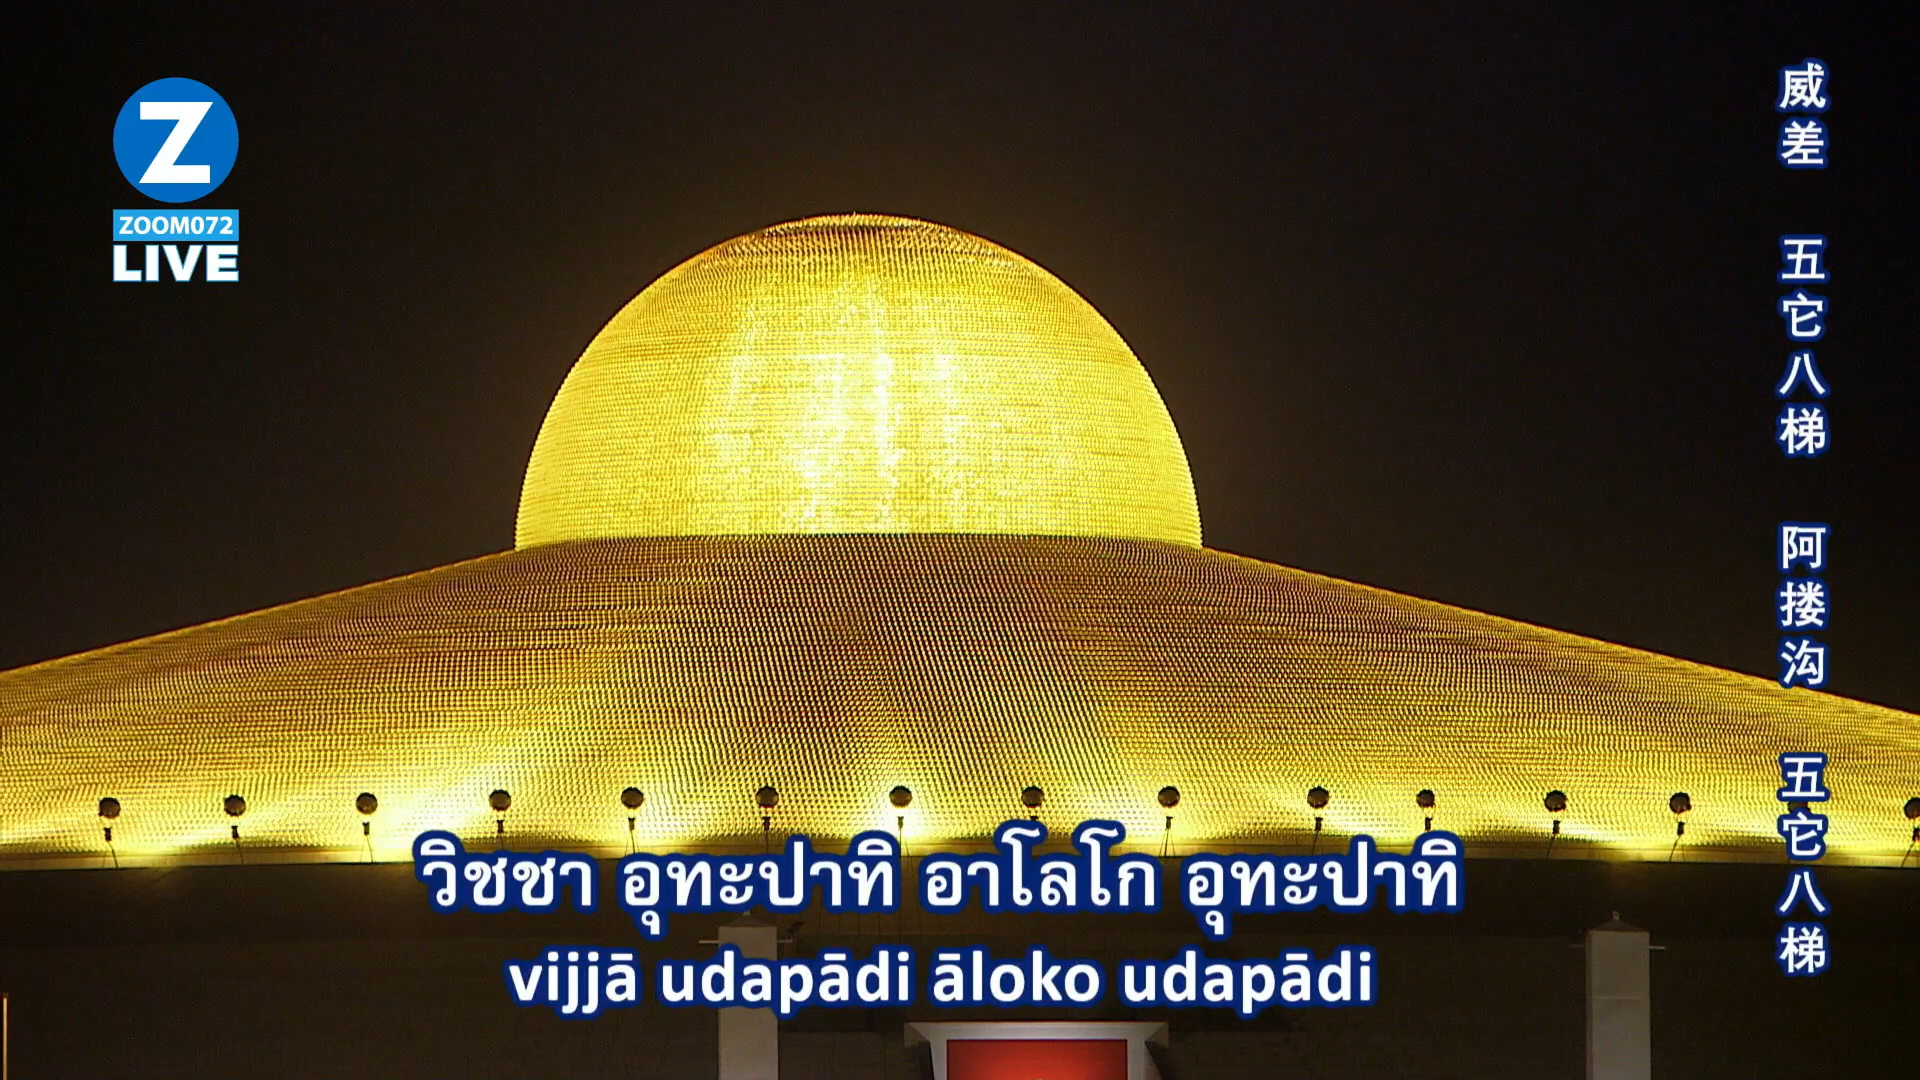 Z
ZOOM072
LIVE
威差 五它八梯 阿搂沟 五它八梯
วิชชา อุทะปาทิ อาโลโก อุทะปาทิ
vijjā udapādi āloko udapādi